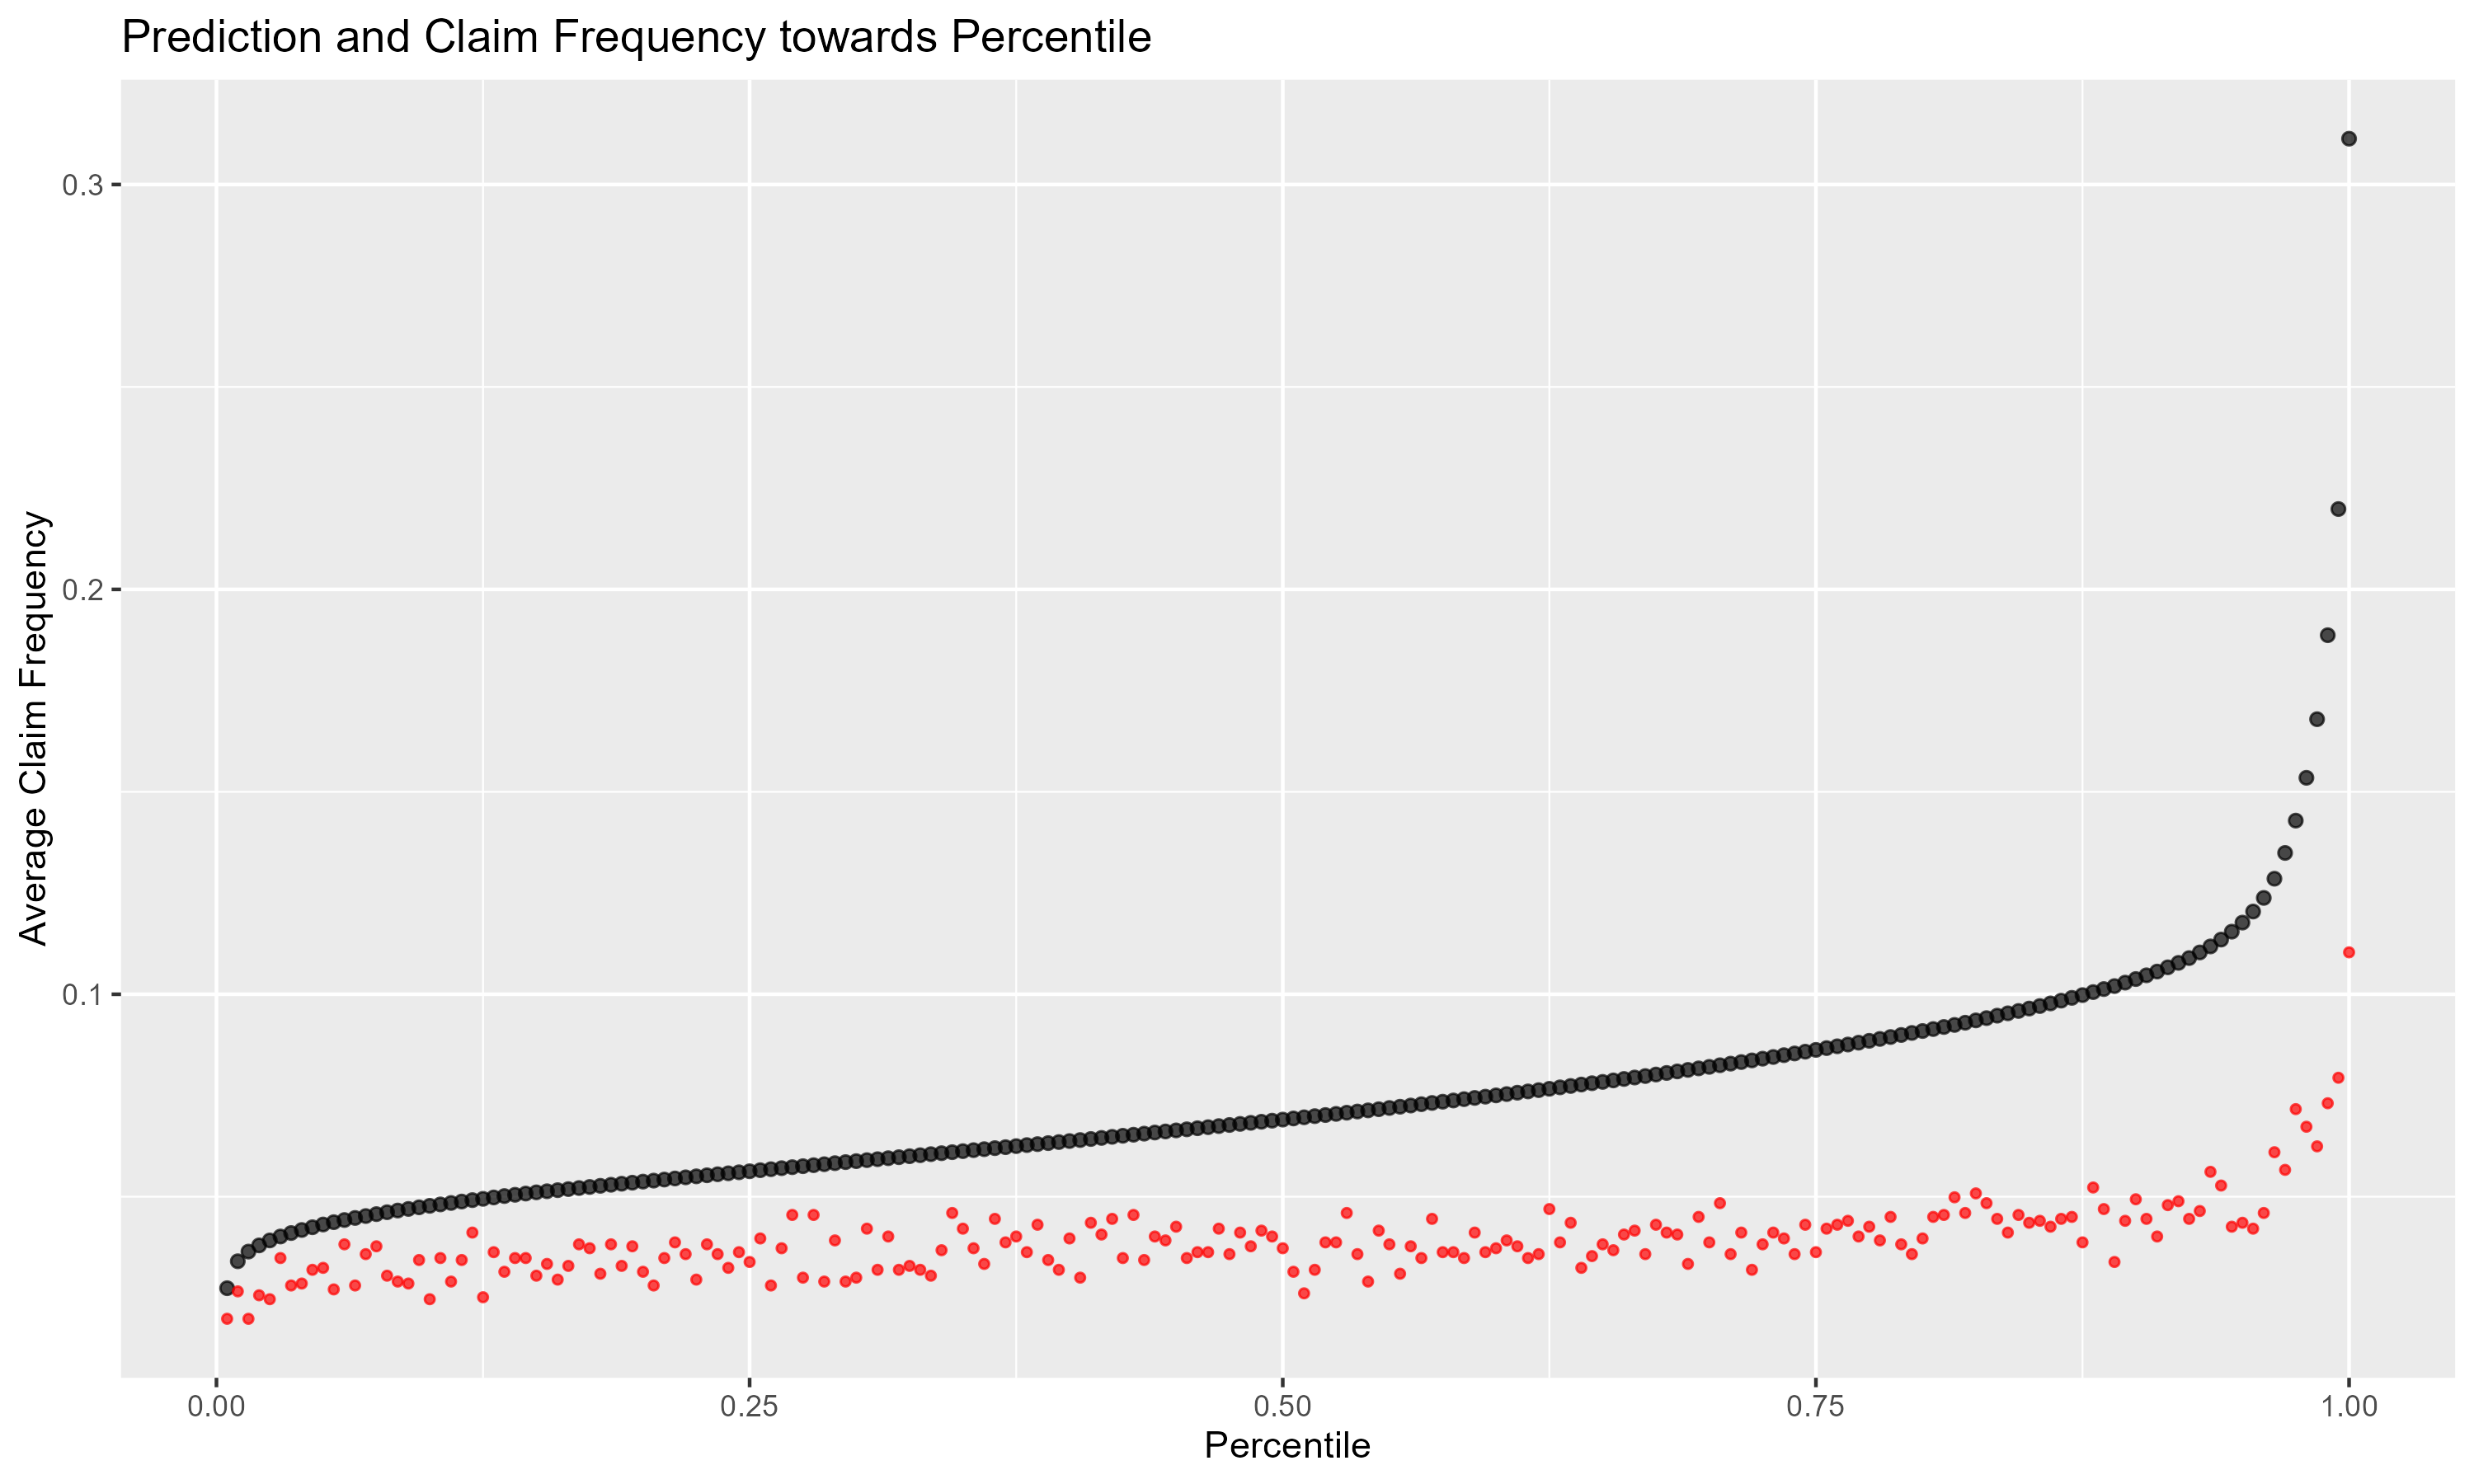 Prediction and Claim Frequency towards Percentile
Average Claim Frequency
0.3
0.2
0.1
0.00
0.25
0.50
0.75
1.00
Percentile